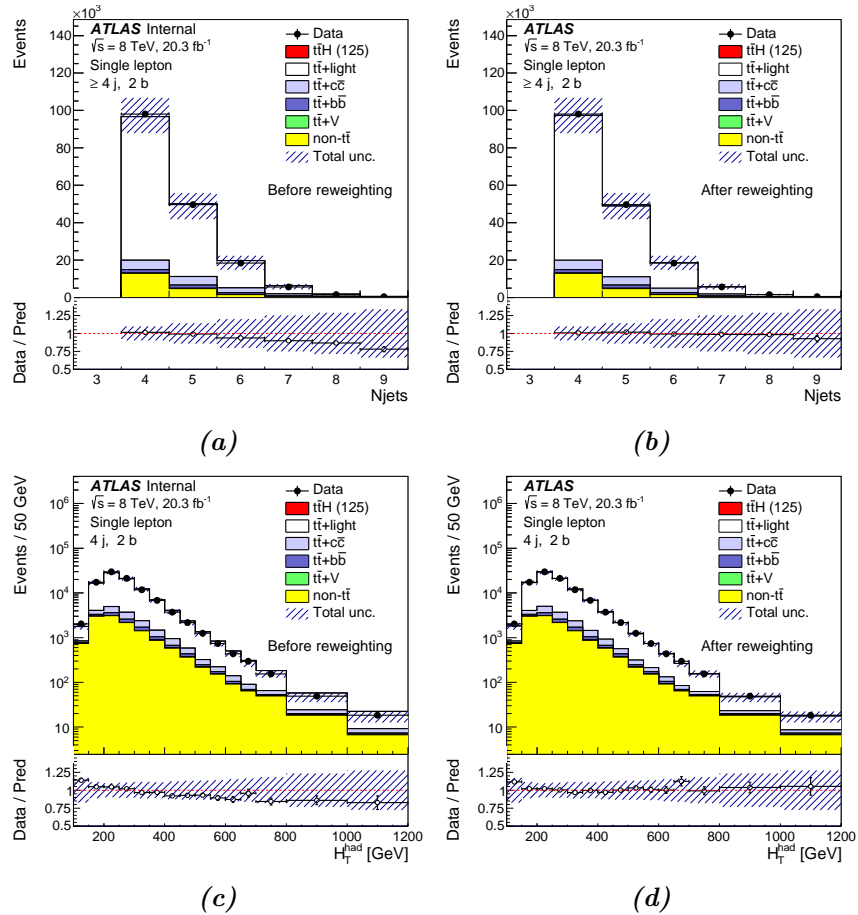 ×10³
ATLAS Internal
√s = 8 TeV, 20.3 fb⁻¹
Single lepton
≥ 4 j, 2 b
Data
tt̄H (125)
tt̄+light
tt̄+cc̄
tt̄+bb̄
tt̄+V
non-tt̄
Total unc.
Before reweighting
Events
140
120
100
80
60
40
20
0
Data / Pred
1.25
1
0.75
0.5
3 4 5 6 7 8 9
Njets
(a)
×10³
ATLAS Internal
√s = 8 TeV, 20.3 fb⁻¹
Single lepton
≥ 4 j, 2 b
Data
tt̄H (125)
tt̄+light
tt̄+cc̄
tt̄+bb̄
tt̄+V
non-tt̄
Total unc.
After reweighting
Events
140
120
100
80
60
40
20
0
Data / Pred
1.25
1
0.75
0.5
3 4 5 6 7 8 9
Njets
(b)
ATLAS Internal
√s = 8 TeV, 20.3 fb⁻¹
Single lepton
4 j, 2 b
Data
tt̄H (125)
tt̄+light
tt̄+cc̄
tt̄+bb̄
tt̄+V
non-tt̄
Total unc.
Before reweighting
Events / 50 GeV
10⁶
10⁵
10⁴
10³
10²
10
Data / Pred
1.25
1
0.75
0.5
200 400 600 800 1000 1200
H_T^had [GeV]
(c)
ATLAS Internal
√s = 8 TeV, 20.3 fb⁻¹
Single lepton
4 j, 2 b
Data
tt̄H (125)
tt̄+light
tt̄+cc̄
tt̄+bb̄
tt̄+V
non-tt̄
Total unc.
After reweighting
Events / 50 GeV
10⁶
10⁵
10⁴
10³
10²
10
Data / Pred
1.25
1
0.75
0.5
200 400 600 800 1000 1200
H_T^had [GeV]
(d)